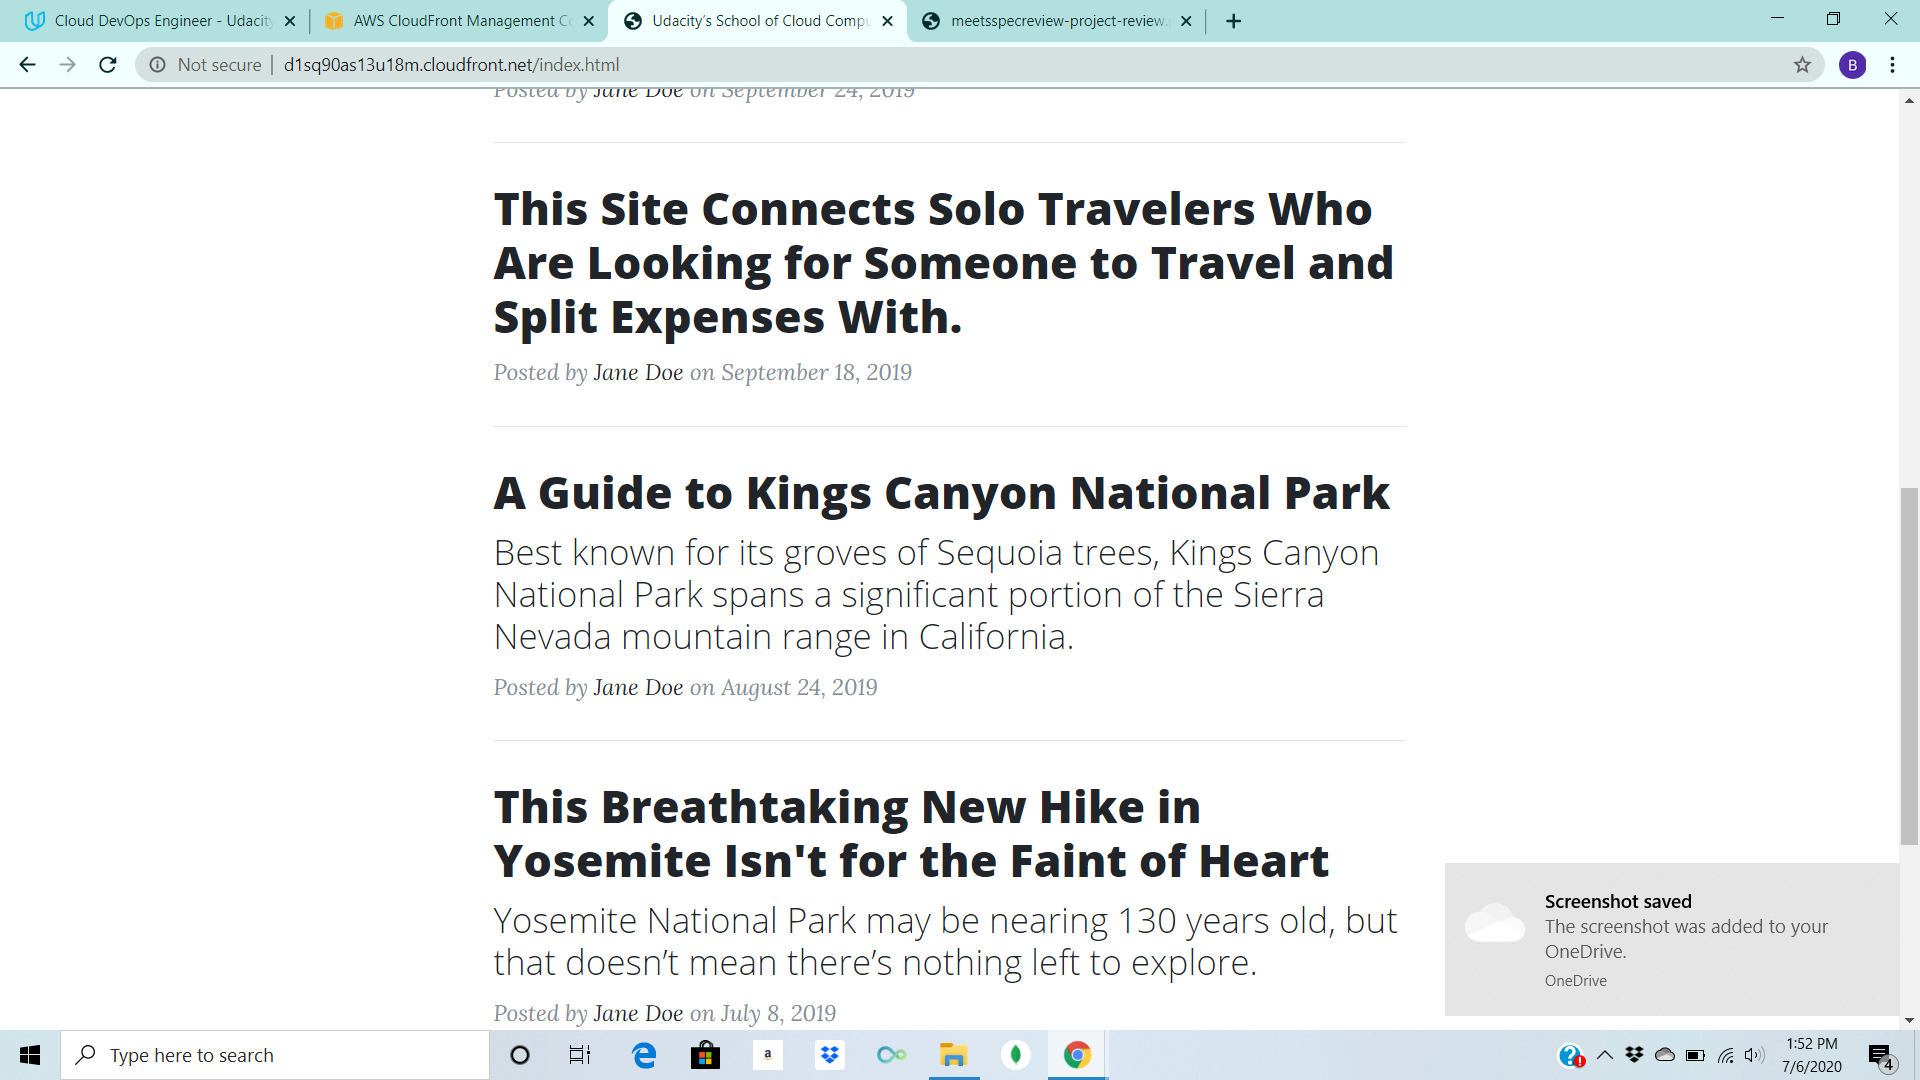 Cloud DevOps Engineer - Udacity
AWS CloudFront Management Co
Udacity’s School of Cloud Compu
meetsspecreview-project-review.
Not secure
d1sq90as13u18m.cloudfront.net/index.html
B
Posted by Jane Doe on September 24, 2019
This Site Connects Solo Travelers Who
Are Looking for Someone to Travel and
Split Expenses With.
Posted by Jane Doe on September 18, 2019
A Guide to Kings Canyon National Park
Best known for its groves of Sequoia trees, Kings Canyon
National Park spans a significant portion of the Sierra
Nevada mountain range in California.
Posted by Jane Doe on August 24, 2019
This Breathtaking New Hike in
Yosemite Isn't for the Faint of Heart
Yosemite National Park may be nearing 130 years old, but
that doesn’t mean there’s nothing left to explore.
Posted by Jane Doe on July 8, 2019
Screenshot saved
The screenshot was added to your
OneDrive.
OneDrive
Type here to search
a
1:52 PM
7/6/2020
4